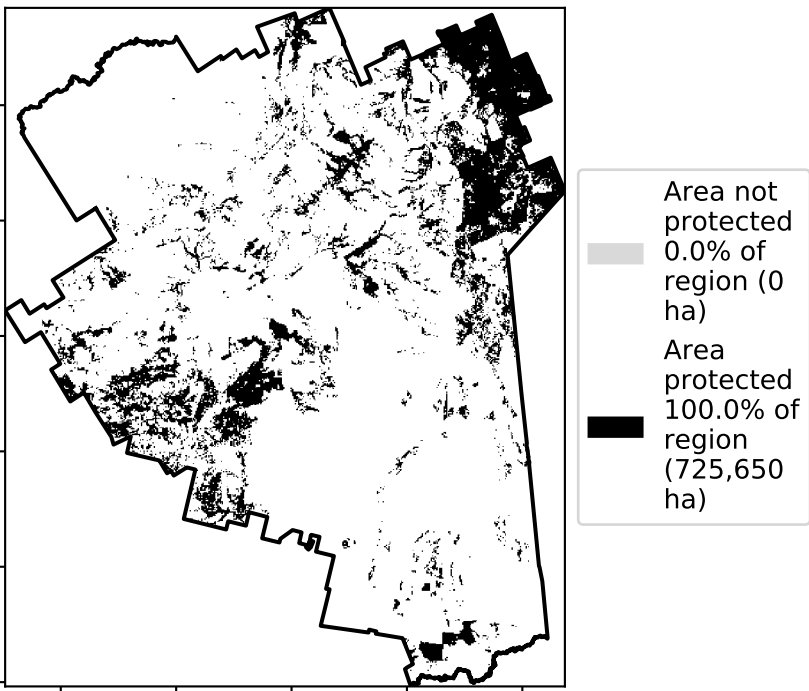 Area not
protected
0.0% of
region (0
ha)
Area
protected
100.0% of
region
(725,650
ha)